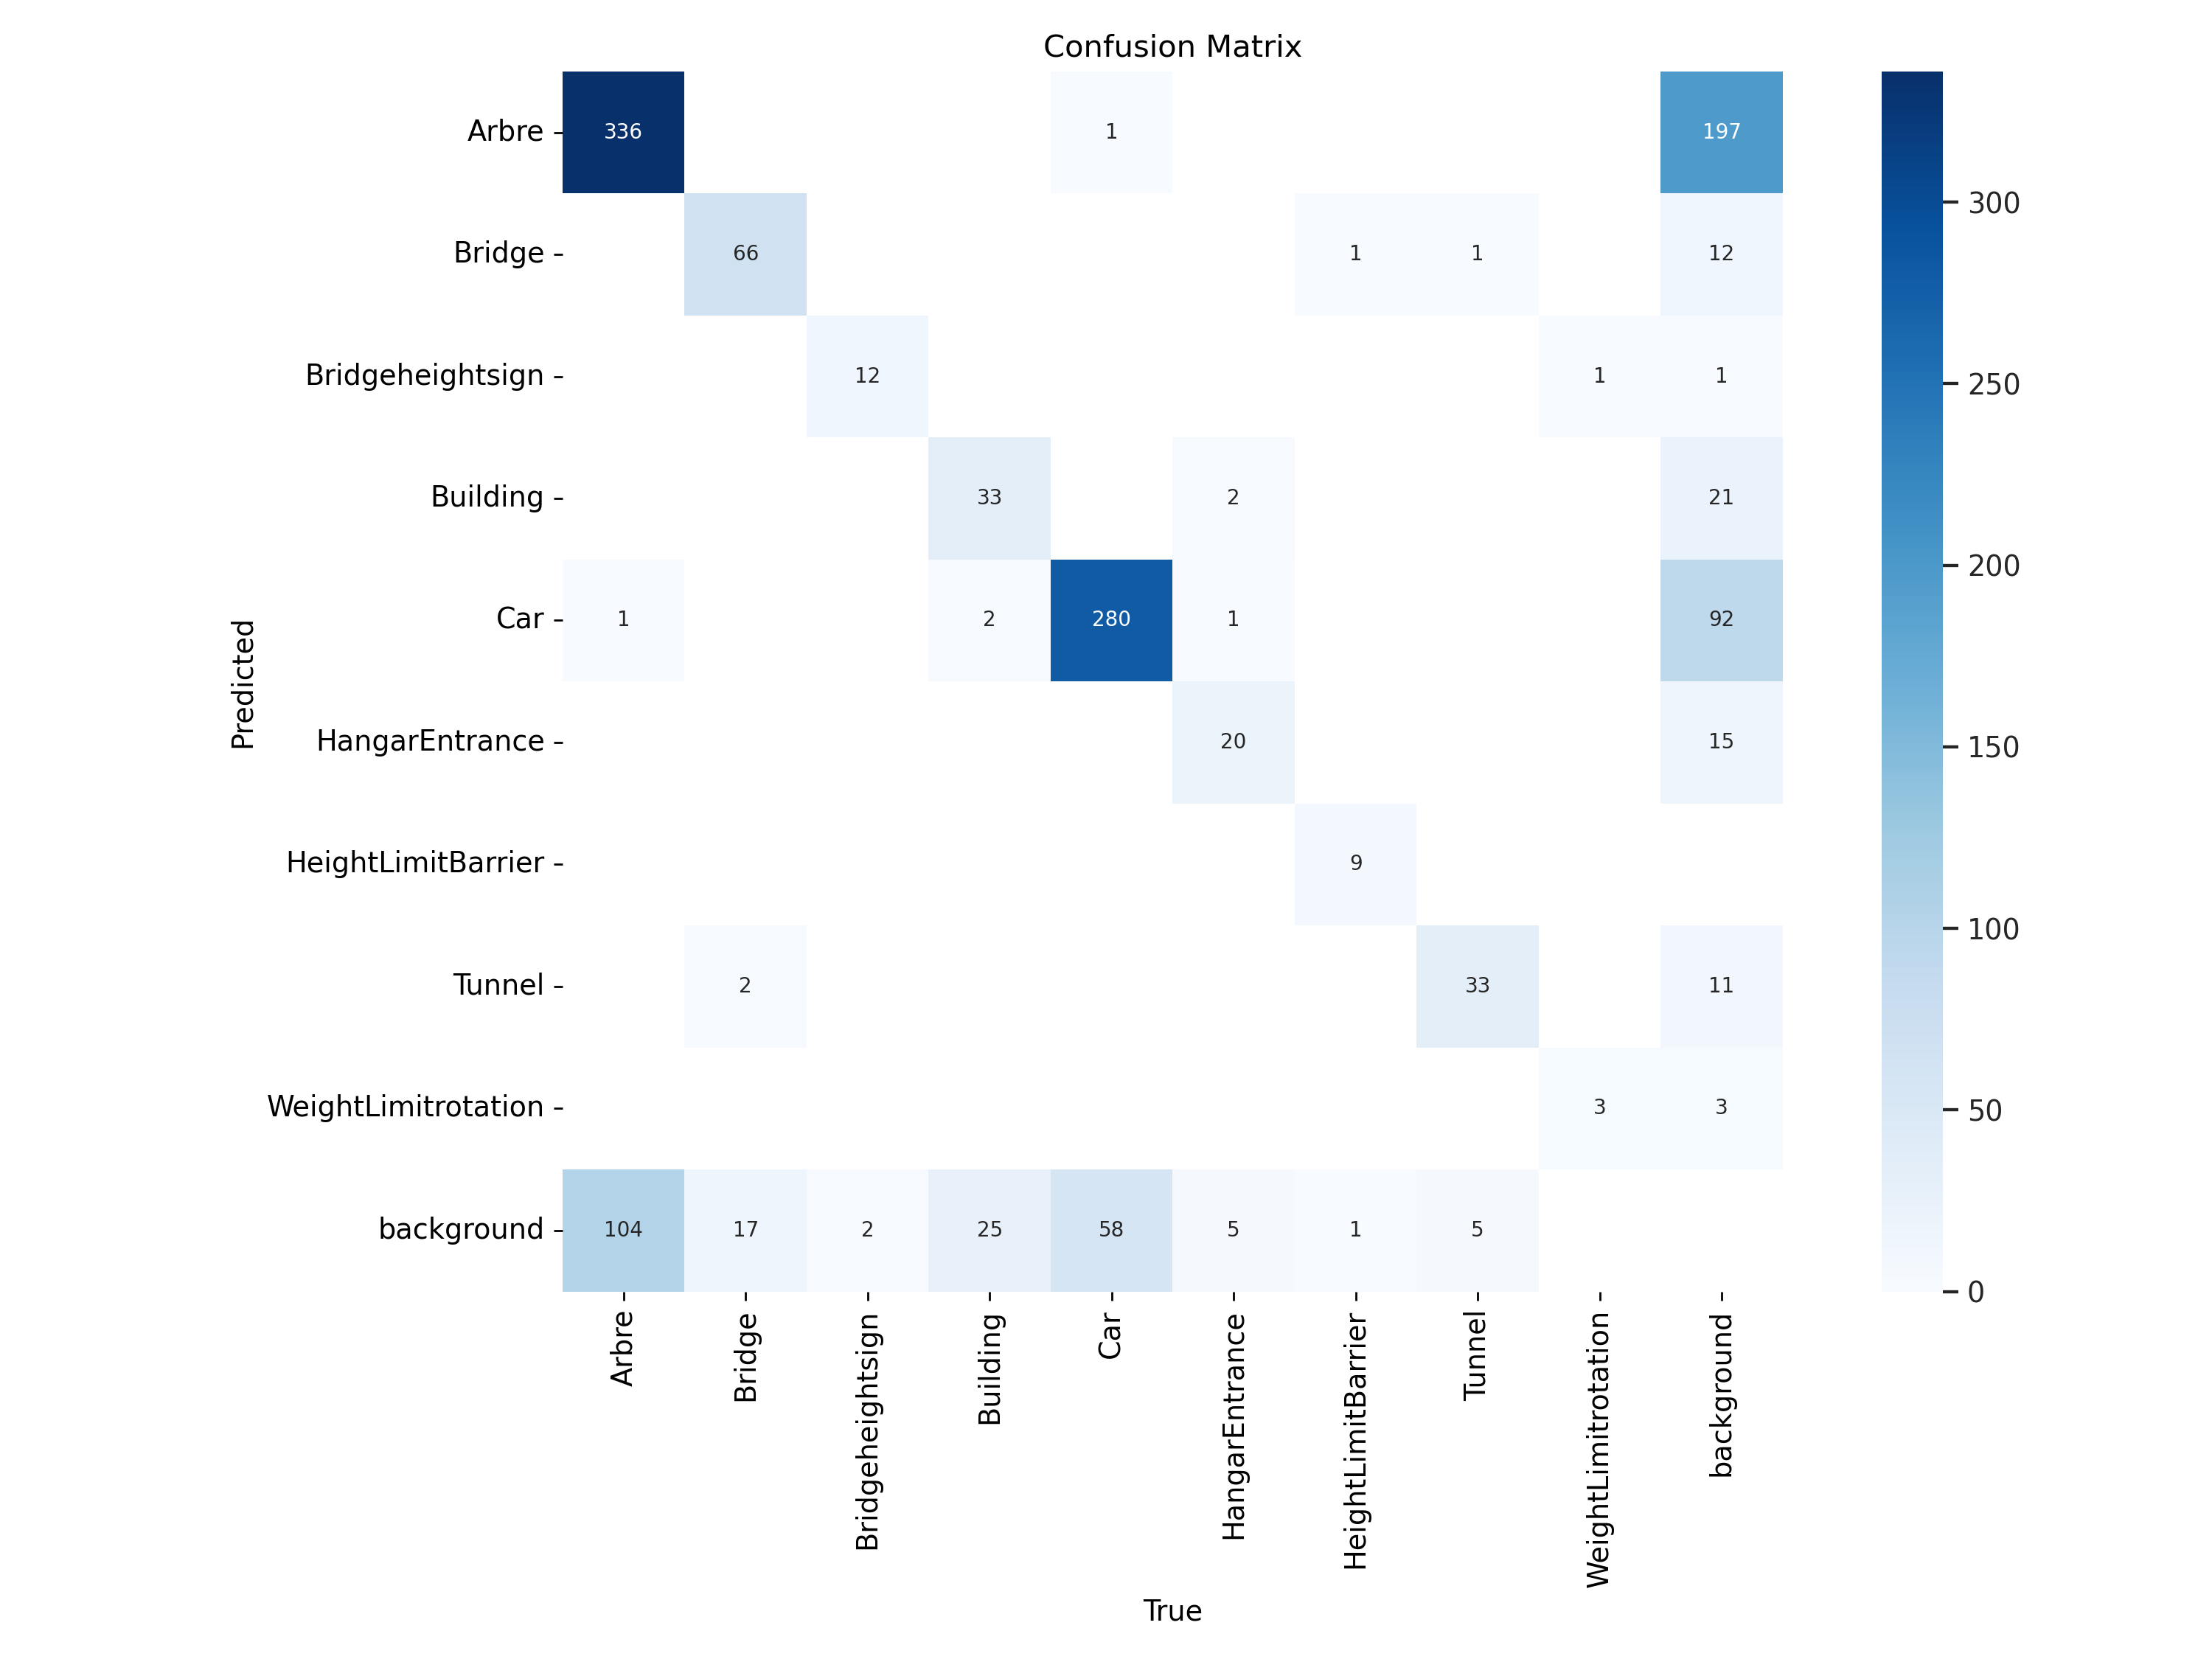 Confusion Matrix
Arbre 336 1 197
Bridge 66 1 1 12
Bridgeheightsign 12 1 1
Building 33 2 21
Car 1 2 280 1 92
HangarEntrance 20 15
HeightLimitBarrier 9
Tunnel 2 33 11
WeightLimitrotation 3 3
background 104 17 2 25 58 5 1 5
Predicted
Arbre
Bridge
Bridgeheightsign
Building
Car
HangarEntrance
HeightLimitBarrier
Tunnel
WeightLimitrotation
background
True
300
250
200
150
100
50
0